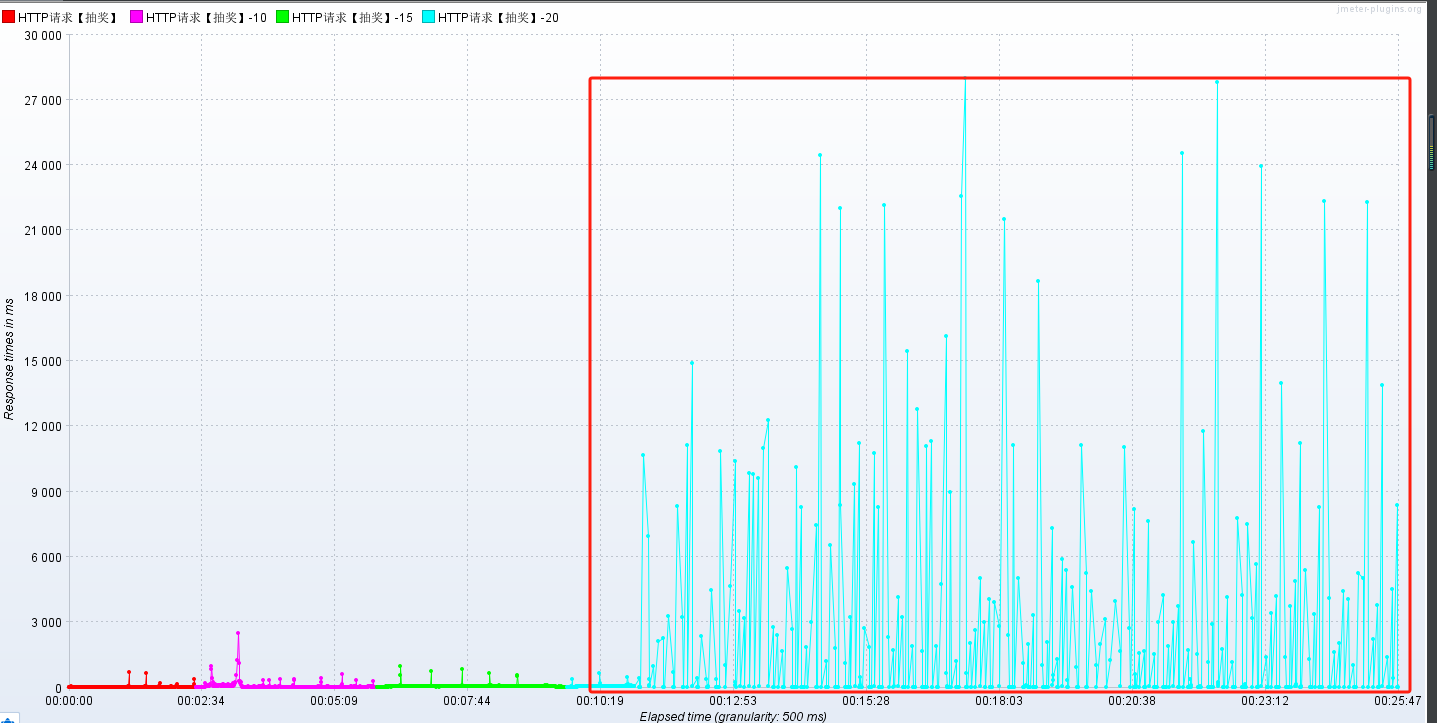 HTTP请求【抽奖】 HTTP请求【抽奖】-10 HTTP请求【抽奖】-15 HTTP请求【抽奖】-20
jmeter-plugins.org
30 000
27 000
24 000
21 000
18 000
15 000
12 000
9 000
6 000
3 000
0
Response times in ms
00:00:00 00:02:34 00:05:09 00:07:44 00:10:19 00:12:53 00:15:28 00:18:03 00:20:38 00:23:12 00:25:47
Elapsed time (granularity: 500 ms)